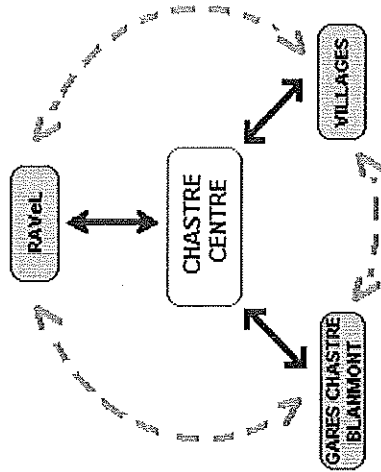 RAVeL
CHASTRE
CENTRE
VILLAGES
GARES CHASTRE
BLANMONT